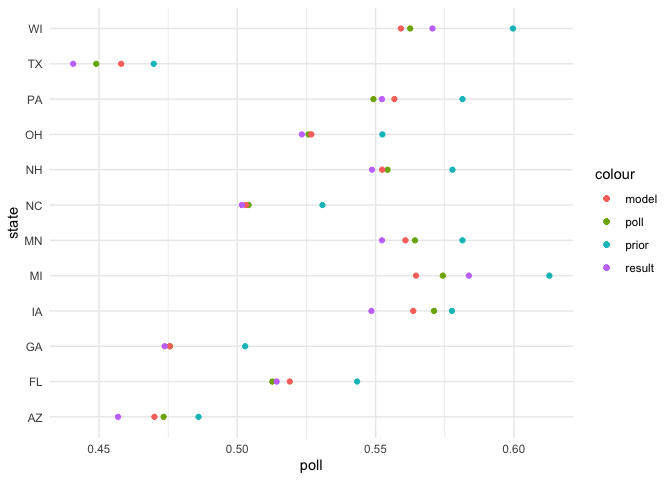 WI
TX
PA
OH
NH
NC
MN
MI
IA
GA
FL
AZ
state
0.45 0.50 0.55 0.60
poll
colour
model
poll
prior
result